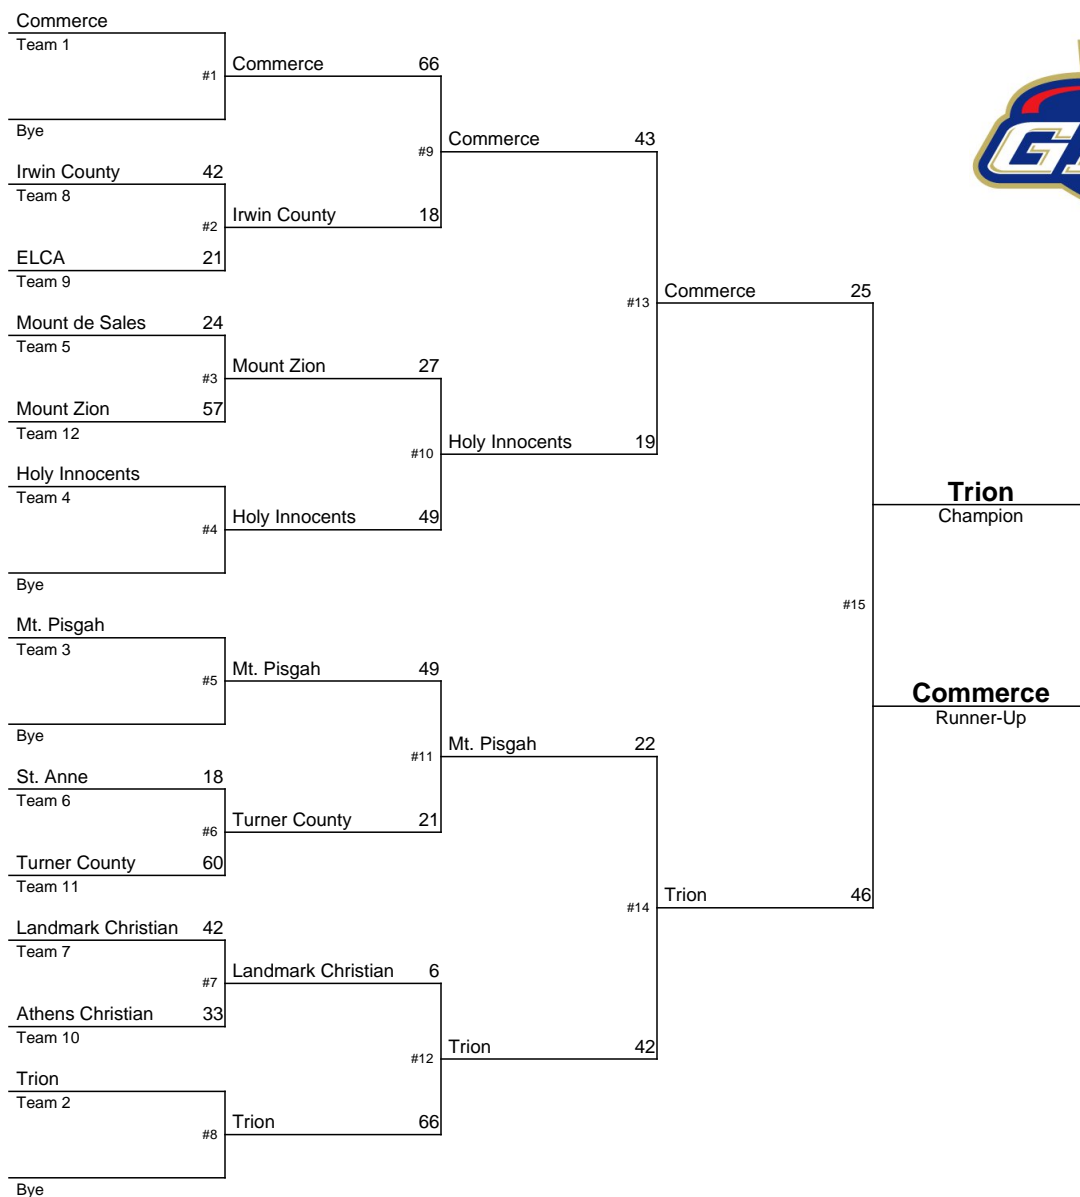 Commerce
Team 1
#1 Commerce 66
Bye
#9 Commerce 43
Irwin County 42
Team 8
#2 Irwin County 18
ELCA 21
Team 9
#13 Commerce 25
Mount de Sales 24
Team 5
#3 Mount Zion 27
Mount Zion 57
Team 12
#10 Holy Innocents 19
Holy Innocents
Team 4
#4 Holy Innocents 49
Bye
Trion
Champion
#15
Mt. Pisgah
Team 3
#5 Mt. Pisgah 49
Bye
Commerce
Runner-Up
#11 Mt. Pisgah 22
St. Anne 18
Team 6
#6 Turner County 21
Turner County 60
Team 11
#14 Trion 46
Landmark Christian 42
Team 7
#7 Landmark Christian 6
Athens Christian 33
Team 10
#12 Trion 42
Trion
Team 2
#8 Trion 66
Bye